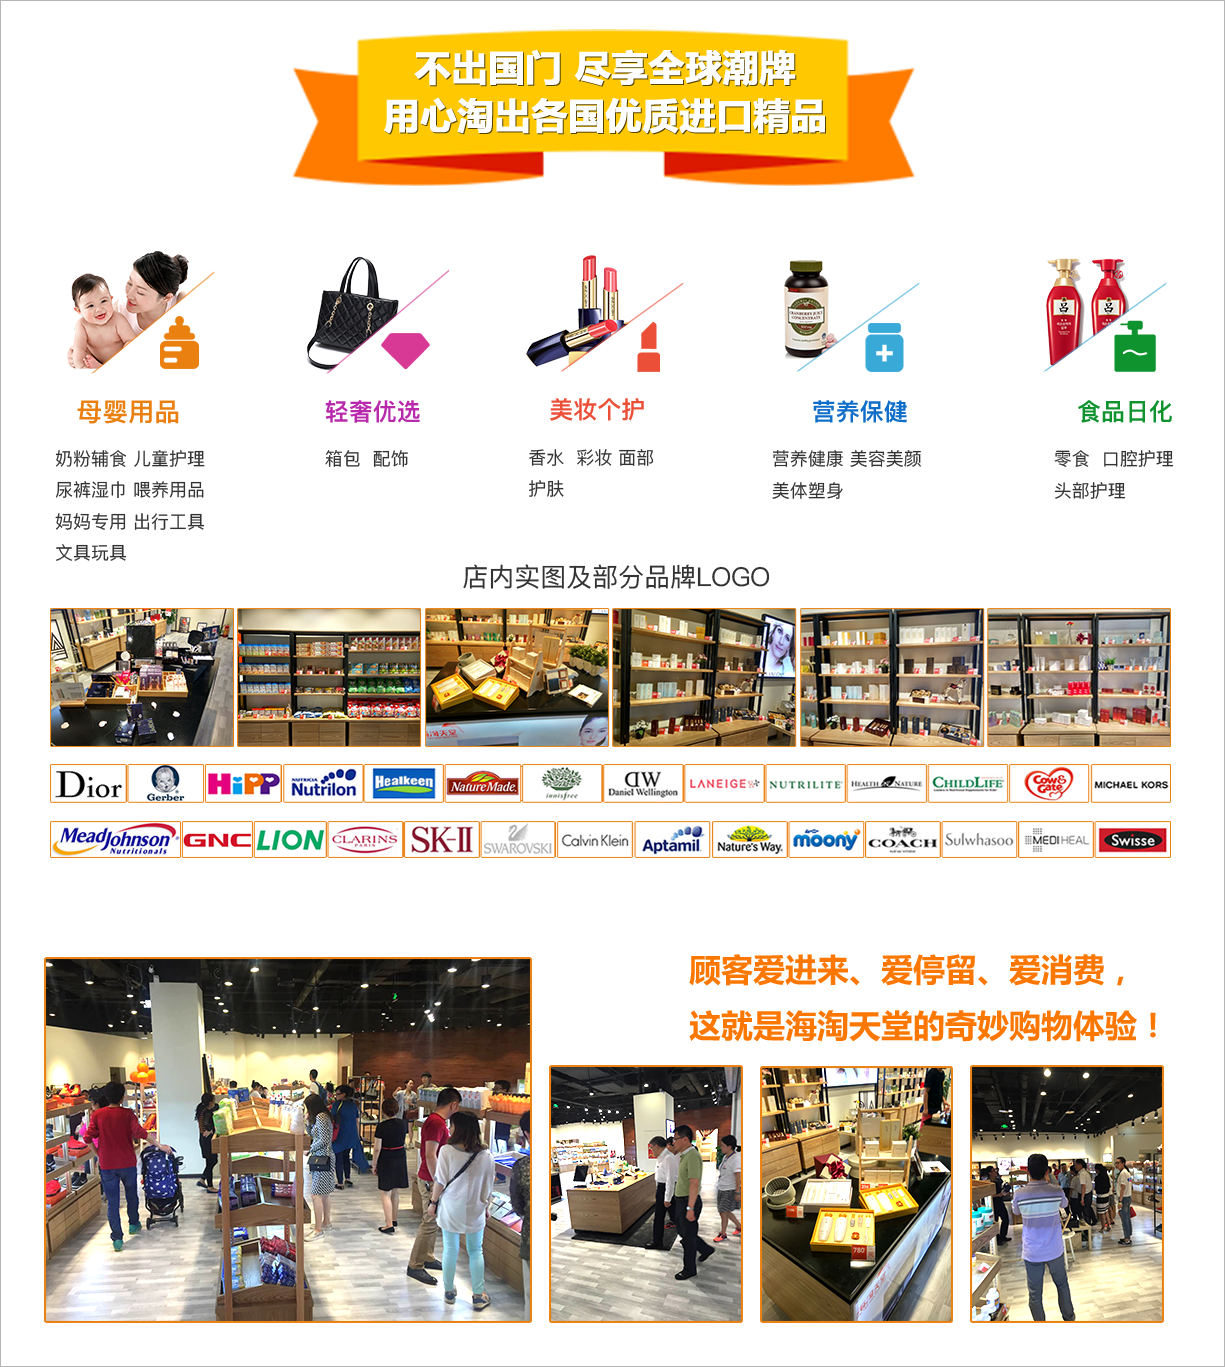 不出国门 尽享全球潮牌
用心淘出各国优质进口精品
母婴用品
奶粉辅食 儿童护理
尿裤湿巾 喂养用品
妈妈专用 出行工具
文具玩具
轻奢优选
箱包 配饰
美妆个护
香水 彩妆 面部
护肤
营养保健
营养健康 美容美颜
美体塑身
吕
吕
食品日化
零食 口腔护理
头部护理
店内实图及部分品牌LOGO
Dior
Gerber
HiPP
NUTRICIA
Nutrilon
Healkeen
Nature Made
innisfree
DW
Daniel Wellington
LANEIGE
NUTRILITE
HEALTH & NATURE
CHILDLIFE
Cow&
Gate
MICHAEL KORS
MeadJohnson
Nutritionals
GNC
LION
CLARINS
PARIS
SK-II
SWAROVSKI
Calvin Klein
Aptamil
Nature's Way
moony
COACH
Sulwhasoo
MEDIHEAL
Swisse
顾客爱进来、爱停留、爱消费，
这就是海淘天堂的奇妙购物体验！
780